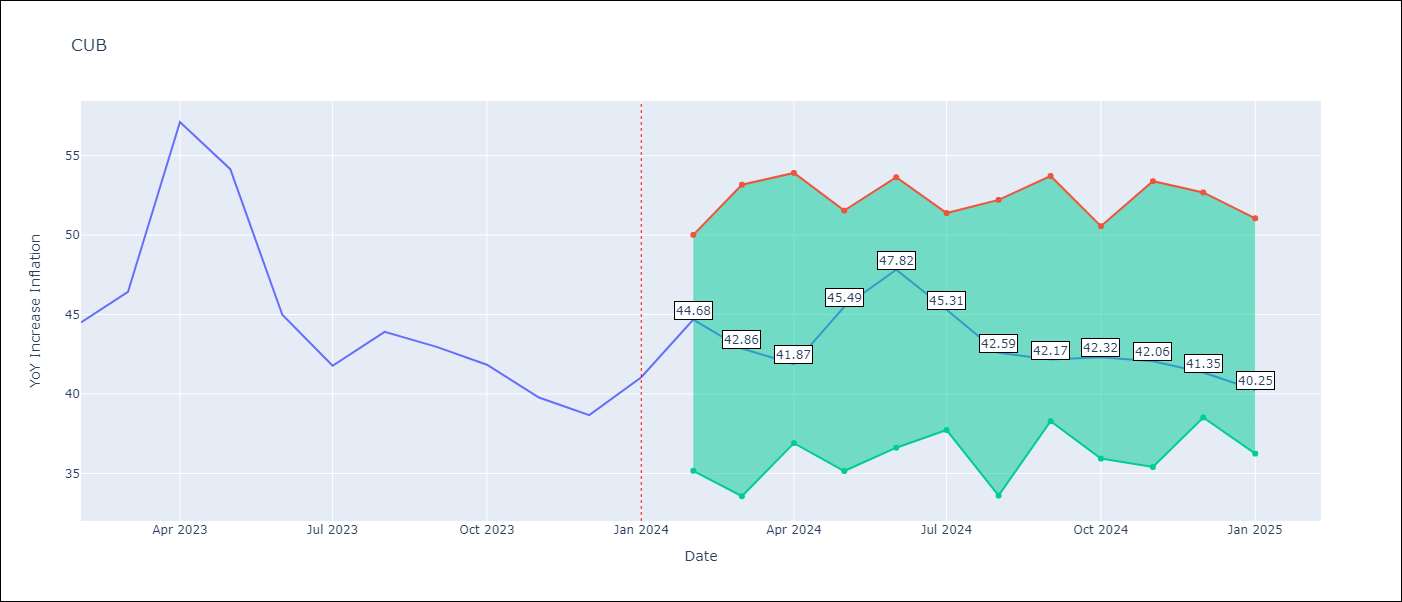 CUB
YoY Increase Inflation
55
50
45
40
35
44.68
42.86
41.87
45.49
47.82
45.31
42.59
42.17
42.32
42.06
41.35
40.25
Apr 2023
Jul 2023
Oct 2023
Jan 2024
Apr 2024
Jul 2024
Oct 2024
Jan 2025
Date